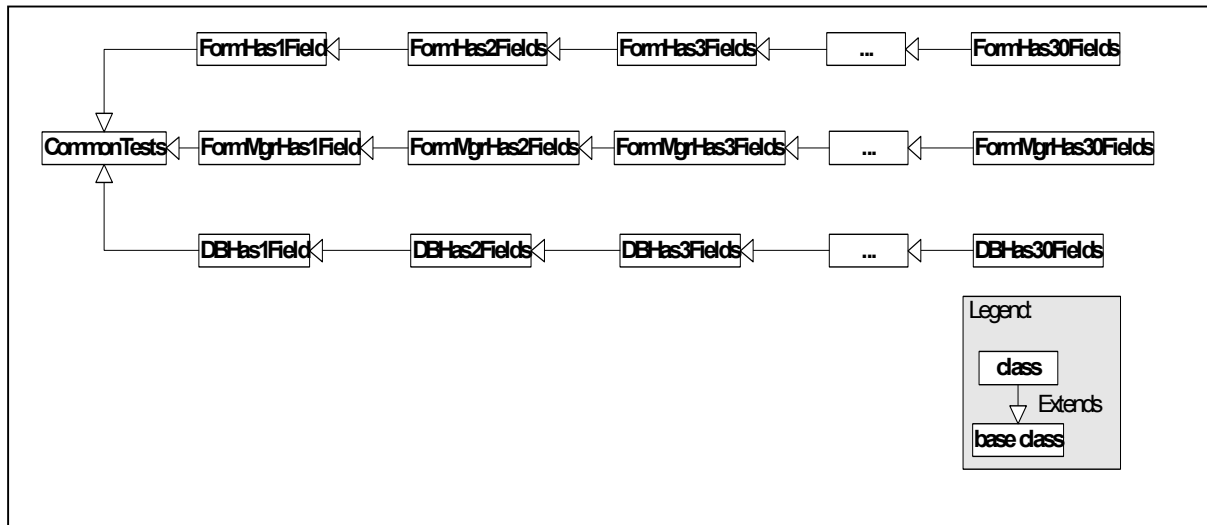 FormHas1Field
FormHas2Fields
FormHas3Fields
...
FormHas30Fields
CommonTests
FormMgrHas1Field
FormMgrHas2Fields
FormMgrHas3Fields
...
FormMgrHas30Fields
DBHas1Field
DBHas2Fields
DBHas3Fields
...
DBHas30Fields
Legend:
class
Extends
base class